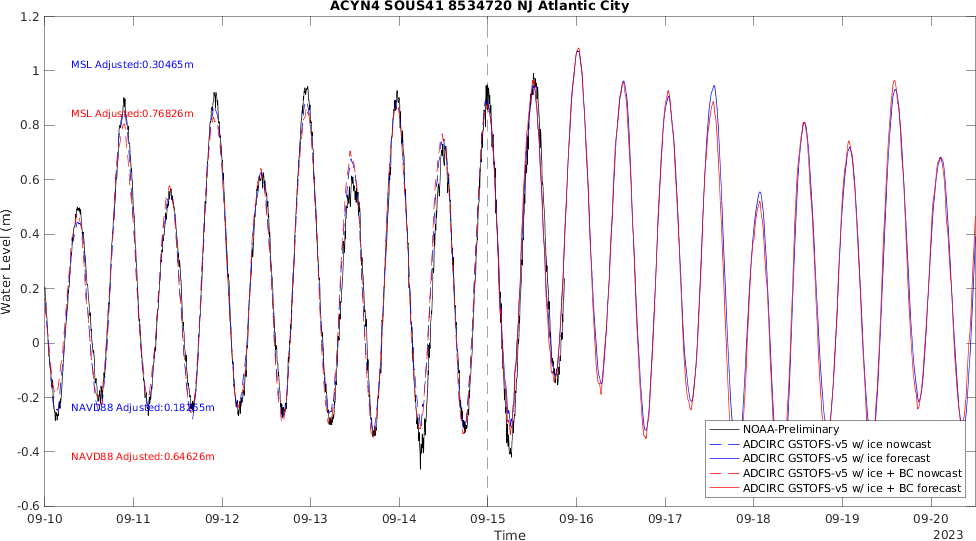 ACYN4 SOUS41 8534720 NJ Atlantic City
1.2
1
0.8
0.6
0.4
0.2
0
-0.2
-0.4
-0.6
Water Level (m)
MSL Adjusted:0.30465m
MSL Adjusted:0.76826m
NAVD88 Adjusted:0.18265m
NAVD88 Adjusted:0.64626m
NOAA-Preliminary
ADCIRC GSTOFS-v5 w/ ice nowcast
ADCIRC GSTOFS-v5 w/ ice forecast
ADCIRC GSTOFS-v5 w/ ice + BC nowcast
ADCIRC GSTOFS-v5 w/ ice + BC forecast
09-10 09-11 09-12 09-13 09-14 09-15 09-16 09-17 09-18 09-19 09-20
Time
2023